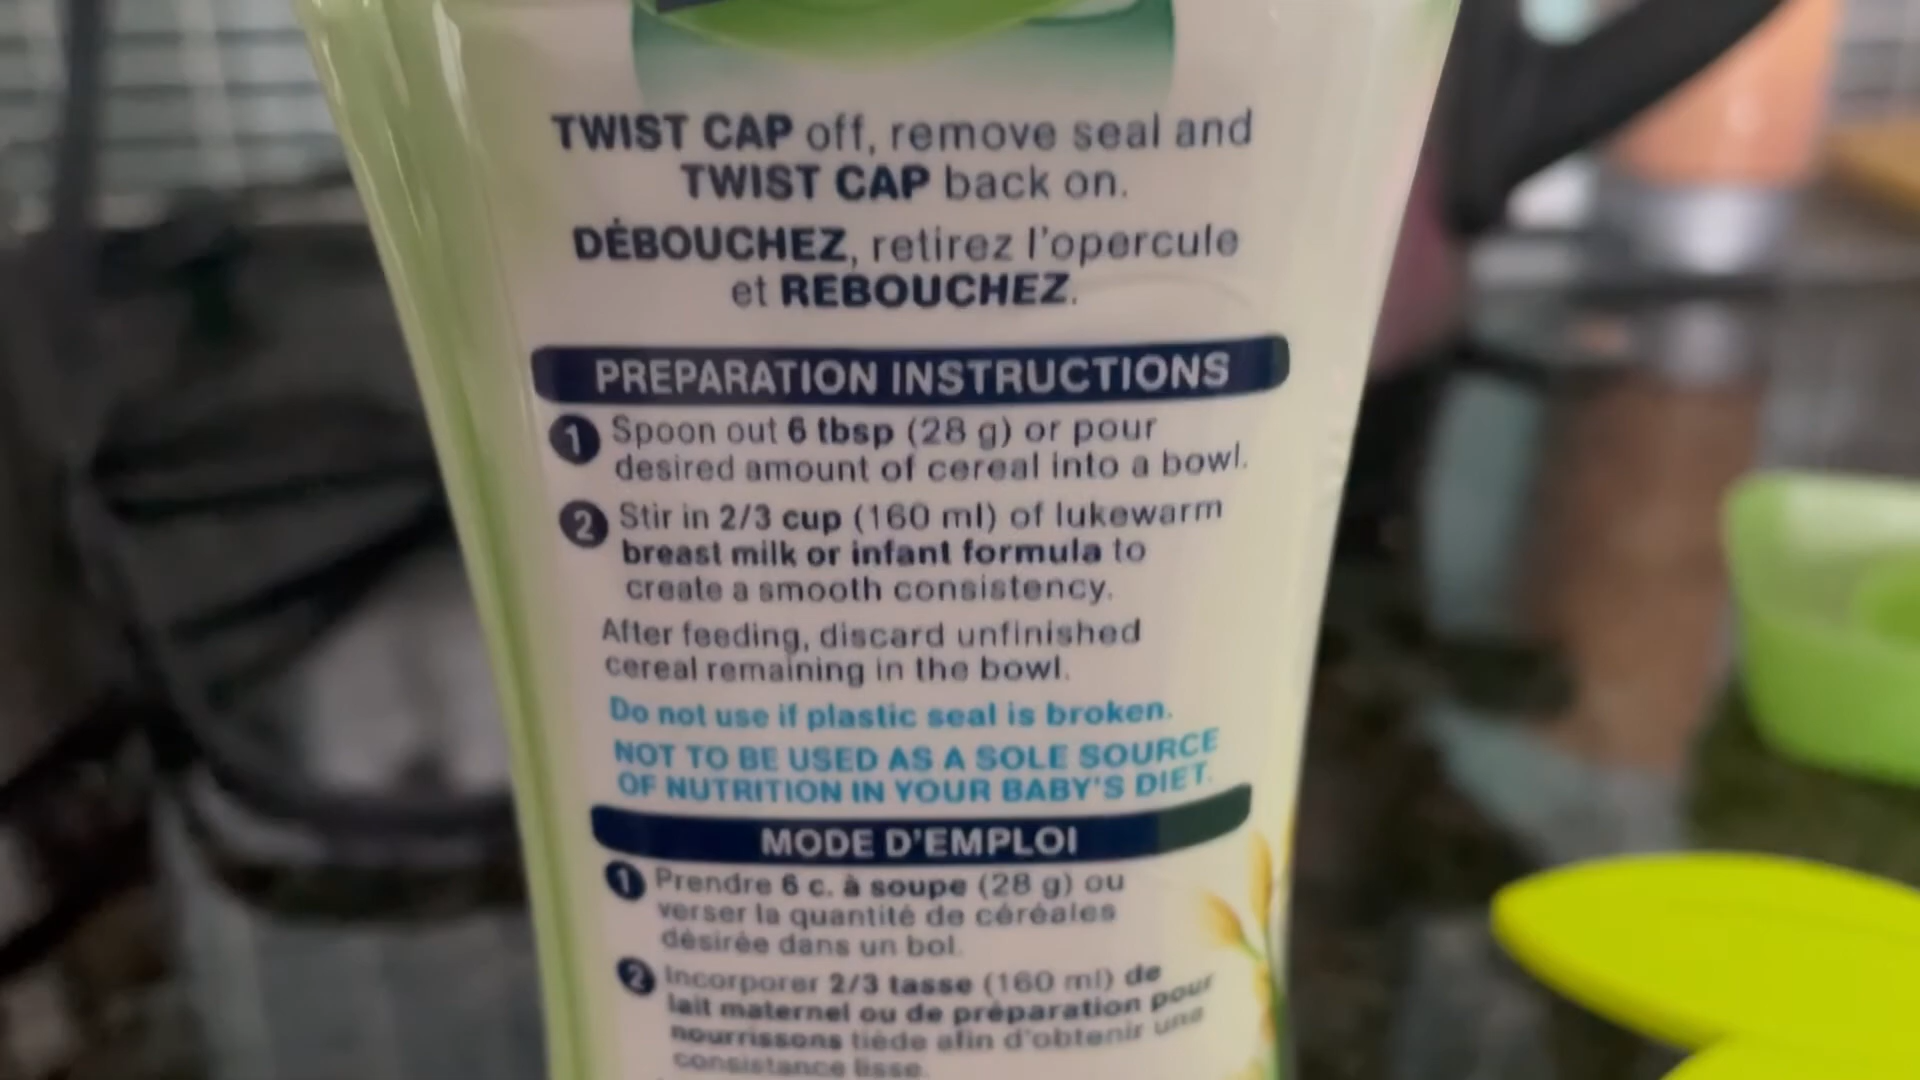 TWIST CAP off, remove seal and
TWIST CAP back on.
DÉBOUCHEZ, retirez l'opercule
et REBOUCHEZ.
PREPARATION INSTRUCTIONS
1 Spoon out 6 tbsp (28 g) or pour
desired amount of cereal into a bowl.
2 Stir in 2/3 cup (160 ml) of lukewarm
breast milk or infant formula to
create a smooth consistency.
After feeding, discard unfinished
cereal remaining in the bowl.
Do not use if plastic seal is broken.
NOT TO BE USED AS A SOLE SOURCE
OF NUTRITION IN YOUR BABY'S DIET.
MODE D'EMPLOI
1 Prendre 6 c. à soupe (28 g) ou
verser la quantité de céréales
désirée dans un bol.
2 Incorporer 2/3 tasse (160 ml) de
lait maternel ou de préparation pour
nourrissons tiède afin d'obtenir une
consistance lisse.